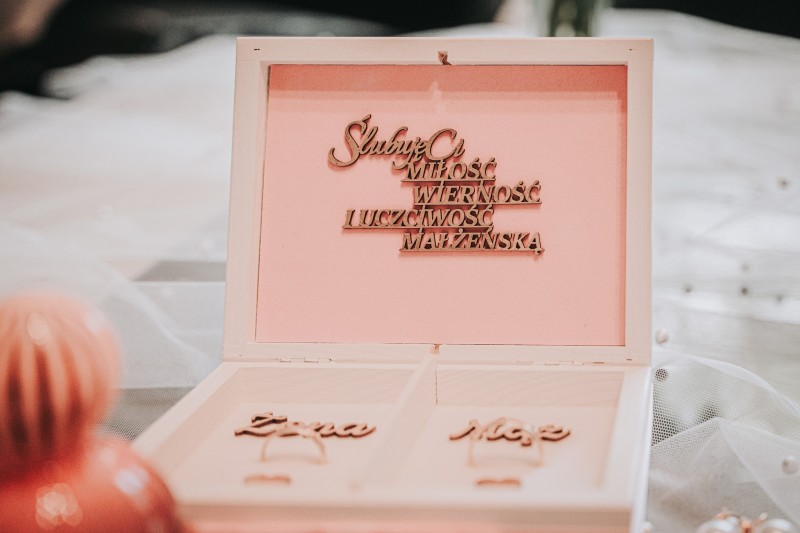 Ślubuję Ci
MIŁOŚĆ
WIERNOŚĆ
I UCZCIWOŚĆ
MAŁŻEŃSKĄ
Żona Mąż